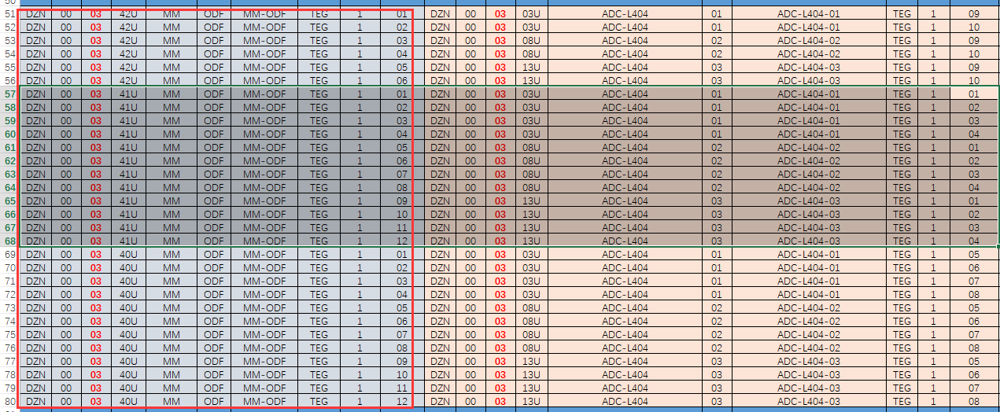 51 DZN 00 03 42U MM ODF MM-ODF TEG 1 01 DZN 00 03 03U ADC-L404 01 ADC-L404-01 TEG 1 09
52 DZN 00 03 42U MM ODF MM-ODF TEG 1 02 DZN 00 03 03U ADC-L404 01 ADC-L404-01 TEG 1 10
53 DZN 00 03 42U MM ODF MM-ODF TEG 1 03 DZN 00 03 08U ADC-L404 02 ADC-L404-02 TEG 1 09
54 DZN 00 03 42U MM ODF MM-ODF TEG 1 04 DZN 00 03 08U ADC-L404 02 ADC-L404-02 TEG 1 10
55 DZN 00 03 42U MM ODF MM-ODF TEG 1 05 DZN 00 03 13U ADC-L404 03 ADC-L404-03 TEG 1 09
56 DZN 00 03 42U MM ODF MM-ODF TEG 1 06 DZN 00 03 13U ADC-L404 03 ADC-L404-03 TEG 1 10
57 DZN 00 03 41U MM ODF MM-ODF TEG 1 01 DZN 00 03 03U ADC-L404 01 ADC-L404-01 TEG 1 01
58 DZN 00 03 41U MM ODF MM-ODF TEG 1 02 DZN 00 03 03U ADC-L404 01 ADC-L404-01 TEG 1 02
59 DZN 00 03 41U MM ODF MM-ODF TEG 1 03 DZN 00 03 03U ADC-L404 01 ADC-L404-01 TEG 1 03
60 DZN 00 03 41U MM ODF MM-ODF TEG 1 04 DZN 00 03 03U ADC-L404 01 ADC-L404-01 TEG 1 04
61 DZN 00 03 41U MM ODF MM-ODF TEG 1 05 DZN 00 03 08U ADC-L404 02 ADC-L404-02 TEG 1 01
62 DZN 00 03 41U MM ODF MM-ODF TEG 1 06 DZN 00 03 08U ADC-L404 02 ADC-L404-02 TEG 1 02
63 DZN 00 03 41U MM ODF MM-ODF TEG 1 07 DZN 00 03 08U ADC-L404 02 ADC-L404-02 TEG 1 03
64 DZN 00 03 41U MM ODF MM-ODF TEG 1 08 DZN 00 03 08U ADC-L404 02 ADC-L404-02 TEG 1 04
65 DZN 00 03 41U MM ODF MM-ODF TEG 1 09 DZN 00 03 13U ADC-L404 03 ADC-L404-03 TEG 1 01
66 DZN 00 03 41U MM ODF MM-ODF TEG 1 10 DZN 00 03 13U ADC-L404 03 ADC-L404-03 TEG 1 02
67 DZN 00 03 41U MM ODF MM-ODF TEG 1 11 DZN 00 03 13U ADC-L404 03 ADC-L404-03 TEG 1 03
68 DZN 00 03 41U MM ODF MM-ODF TEG 1 12 DZN 00 03 13U ADC-L404 03 ADC-L404-03 TEG 1 04
69 DZN 00 03 40U MM ODF MM-ODF TEG 1 01 DZN 00 03 03U ADC-L404 01 ADC-L404-01 TEG 1 05
70 DZN 00 03 40U MM ODF MM-ODF TEG 1 02 DZN 00 03 03U ADC-L404 01 ADC-L404-01 TEG 1 06
71 DZN 00 03 40U MM ODF MM-ODF TEG 1 03 DZN 00 03 03U ADC-L404 01 ADC-L404-01 TEG 1 07
72 DZN 00 03 40U MM ODF MM-ODF TEG 1 04 DZN 00 03 03U ADC-L404 01 ADC-L404-01 TEG 1 08
73 DZN 00 03 40U MM ODF MM-ODF TEG 1 05 DZN 00 03 08U ADC-L404 02 ADC-L404-02 TEG 1 05
74 DZN 00 03 40U MM ODF MM-ODF TEG 1 06 DZN 00 03 08U ADC-L404 02 ADC-L404-02 TEG 1 06
75 DZN 00 03 40U MM ODF MM-ODF TEG 1 07 DZN 00 03 08U ADC-L404 02 ADC-L404-02 TEG 1 07
76 DZN 00 03 40U MM ODF MM-ODF TEG 1 08 DZN 00 03 08U ADC-L404 02 ADC-L404-02 TEG 1 08
77 DZN 00 03 40U MM ODF MM-ODF TEG 1 09 DZN 00 03 13U ADC-L404 03 ADC-L404-03 TEG 1 05
78 DZN 00 03 40U MM ODF MM-ODF TEG 1 10 DZN 00 03 13U ADC-L404 03 ADC-L404-03 TEG 1 06
79 DZN 00 03 40U MM ODF MM-ODF TEG 1 11 DZN 00 03 13U ADC-L404 03 ADC-L404-03 TEG 1 07
80 DZN 00 03 40U MM ODF MM-ODF TEG 1 12 DZN 00 03 13U ADC-L404 03 ADC-L404-03 TEG 1 08